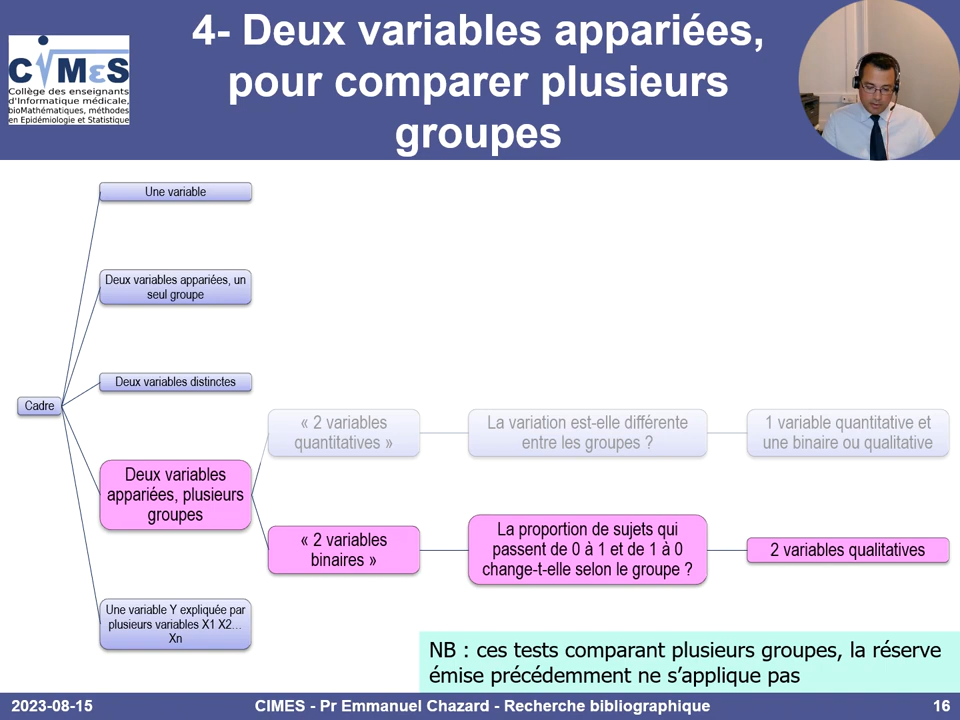 4- Deux variables appariées,
pour comparer plusieurs
groupes
CIMεS
Collège des enseignants
d'Informatique médicale,
bioMathématiques, méthodes
en Epidémiologie et Statistique
Une variable
Deux variables appariées, un
seul groupe
Deux variables distinctes
Cadre
« 2 variables
quantitatives »
La variation est-elle différente
entre les groupes ?
1 variable quantitative et
une binaire ou qualitative
Deux variables
appariées, plusieurs
groupes
« 2 variables
binaires »
La proportion de sujets qui
passent de 0 à 1 et de 1 à 0
change-t-elle selon le groupe ?
2 variables qualitatives
Une variable Y expliquée par
plusieurs variables X1 X2...
Xn
NB : ces tests comparant plusieurs groupes, la réserve
émise précédemment ne s'applique pas
2023-08-15
CIMES - Pr Emmanuel Chazard - Recherche bibliographique
16